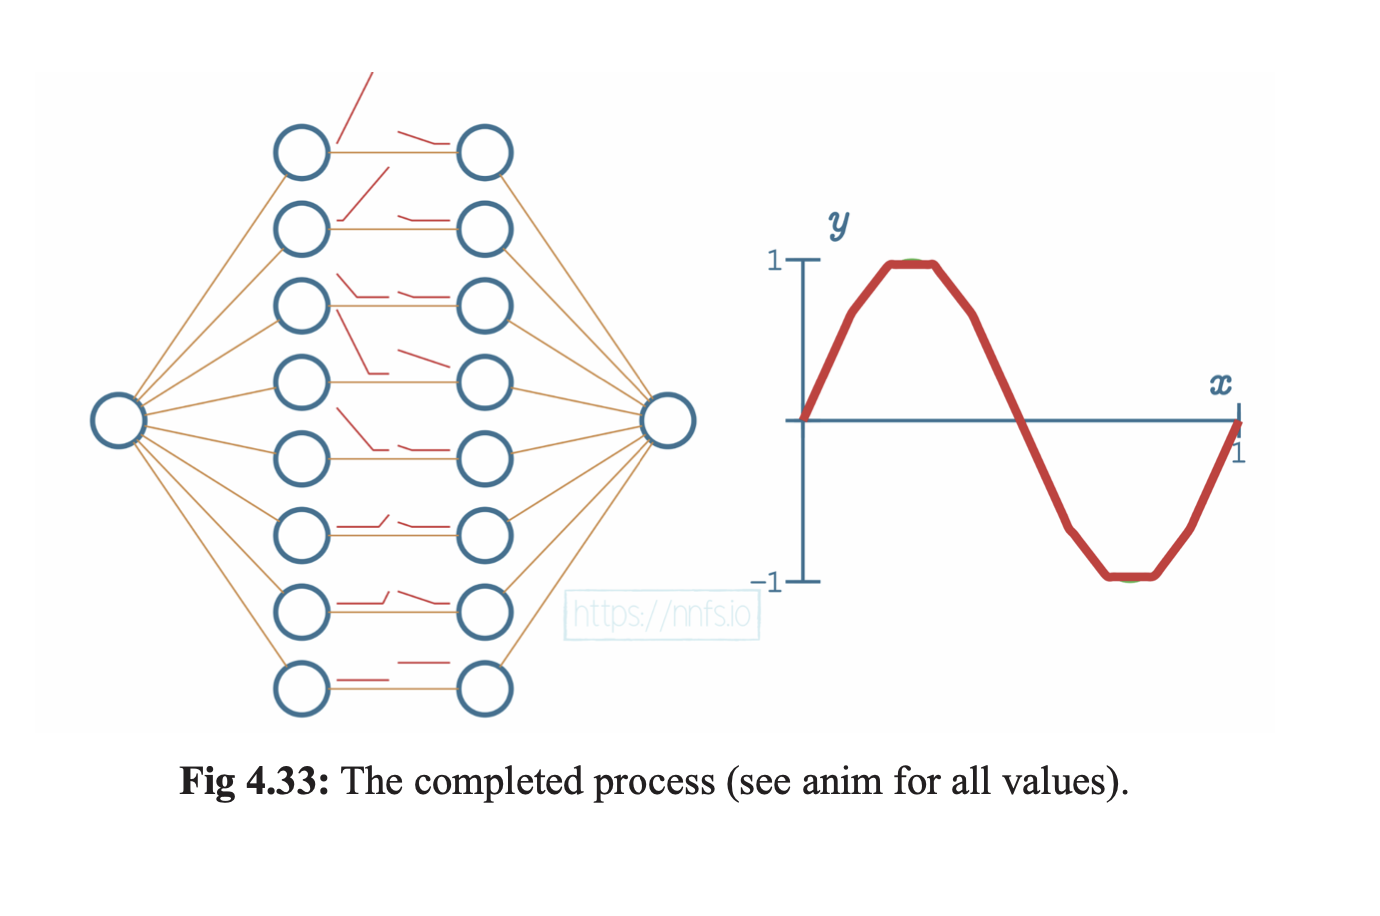 y
1
x
1
−1
https://nnfs.io
Fig 4.33: The completed process (see anim for all values).